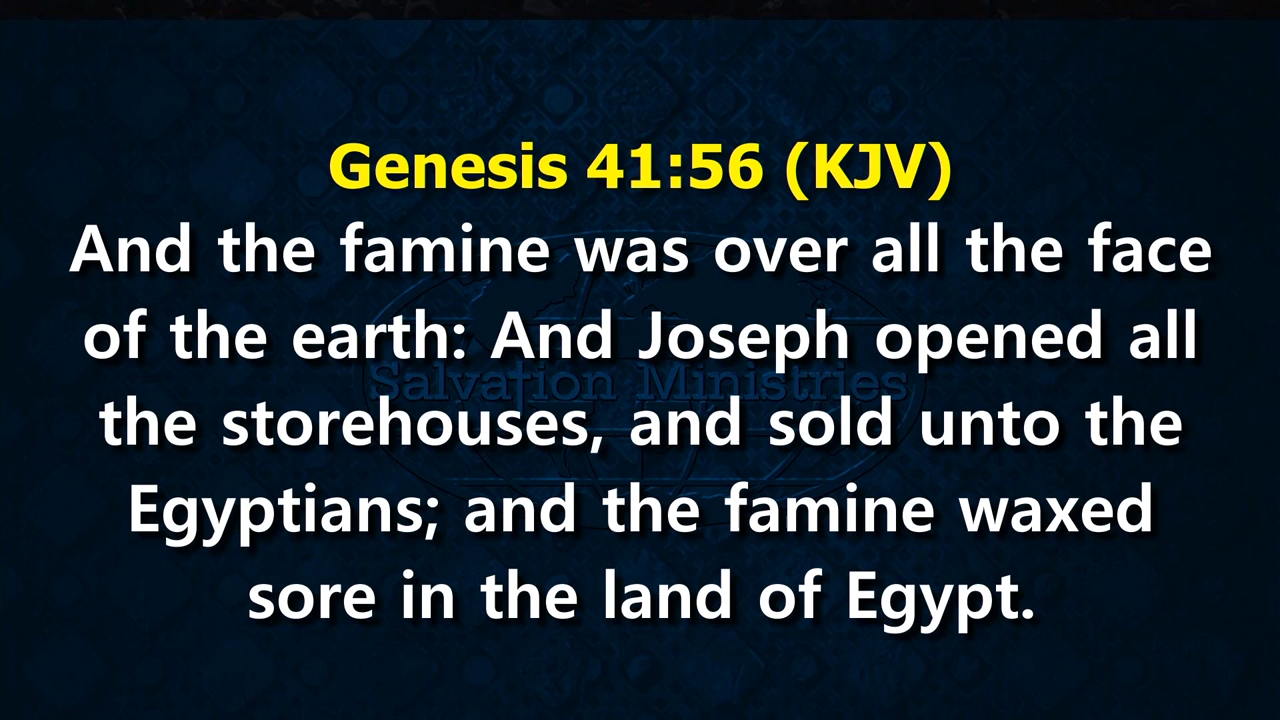 Genesis 41:56 (KJV)
And the famine was over all the face
of the earth: And Joseph opened all
Salvation Ministries
the storehouses, and sold unto the
Egyptians; and the famine waxed
sore in the land of Egypt.